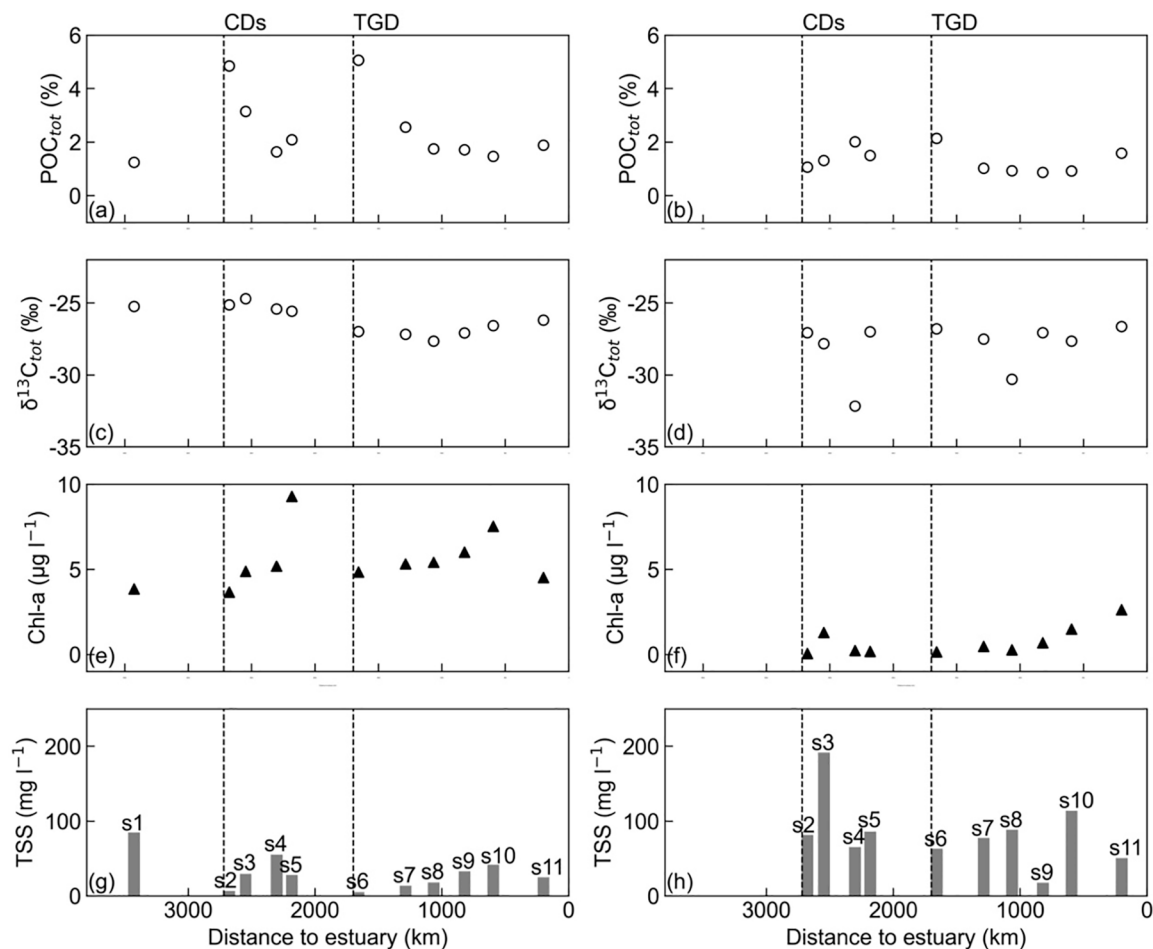 CDs TGD
6
4
2
0
POC_tot (%)
(a)
CDs TGD
6
4
2
0
POC_tot (%)
(b)
-25
-30
-35
δ¹³C_tot (‰)
(c)
-25
-30
-35
δ¹³C_tot (‰)
(d)
10
5
0
Chl-a (µg l⁻¹)
(e)
10
5
0
Chl-a (µg l⁻¹)
(f)
200
100
0
TSS (mg l⁻¹)
s1 s2 s3 s4 s5 s6 s7 s8 s9 s10 s11
(g)
3000 2000 1000 0
Distance to estuary (km)
200
100
0
TSS (mg l⁻¹)
s2 s3 s4 s5 s6 s7 s8 s9 s10 s11
(h)
3000 2000 1000 0
Distance to estuary (km)